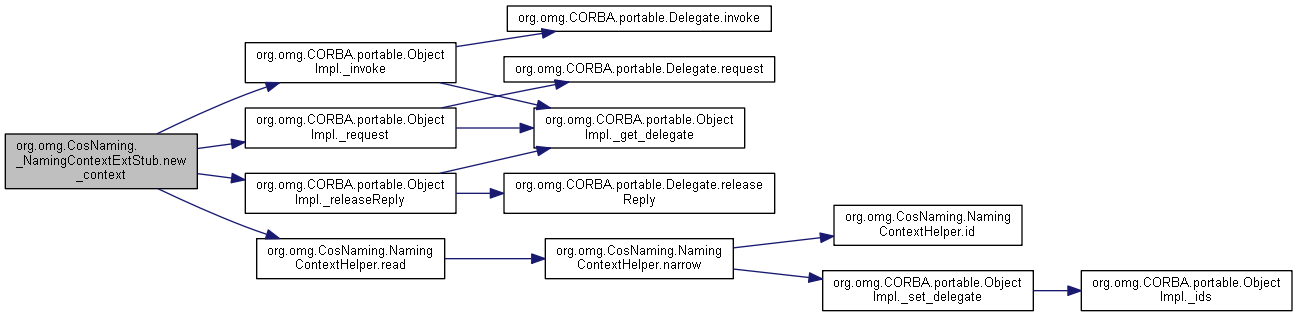 org.omg.CORBA.portable.Delegate.invoke
org.omg.CORBA.portable.Object
Impl._invoke
org.omg.CORBA.portable.Delegate.request
org.omg.CORBA.portable.Object
Impl._request
org.omg.CORBA.portable.Object
Impl._get_delegate
org.omg.CosNaming.
_NamingContextExtStub.new
_context
org.omg.CORBA.portable.Object
Impl._releaseReply
org.omg.CORBA.portable.Delegate.release
Reply
org.omg.CosNaming.Naming
ContextHelper.id
org.omg.CosNaming.Naming
ContextHelper.read
org.omg.CosNaming.Naming
ContextHelper.narrow
org.omg.CORBA.portable.Object
Impl._set_delegate
org.omg.CORBA.portable.Object
Impl._ids